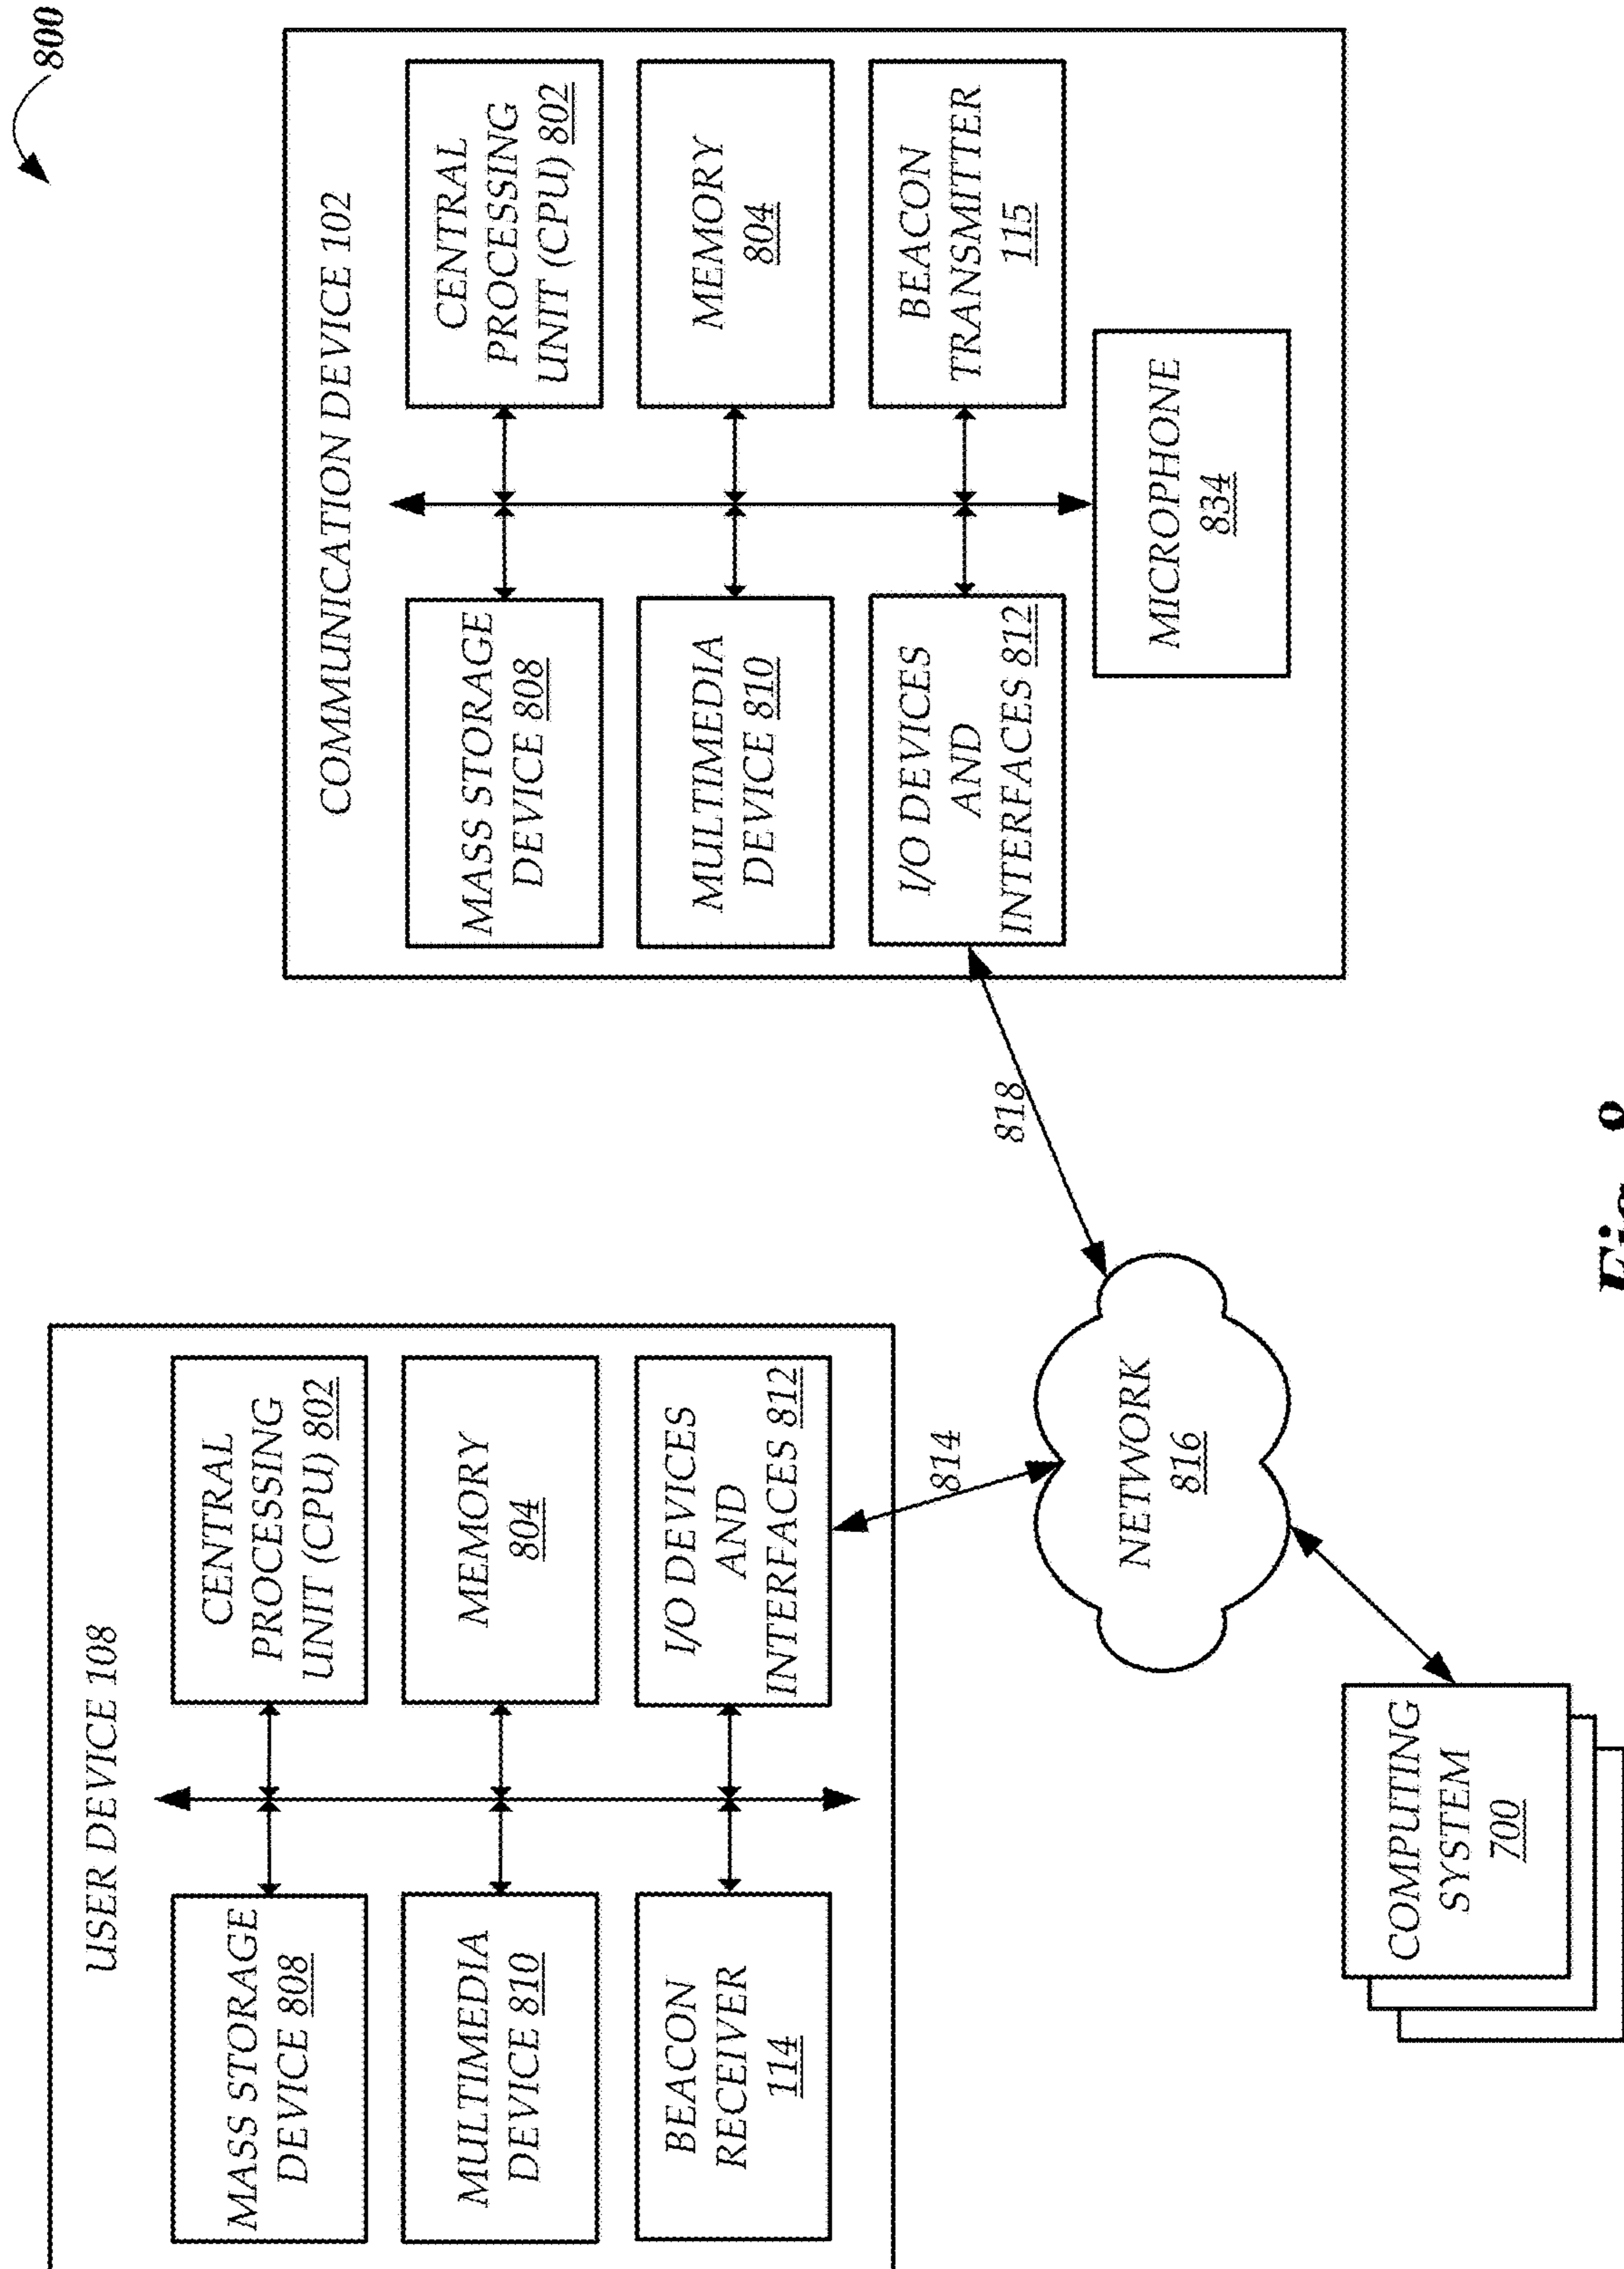 800
USER DEVICE 108
MASS STORAGE
DEVICE 808
CENTRAL
PROCESSING
UNIT (CPU) 802
MULTIMEDIA
DEVICE 810
MEMORY
804
BEACON
RECEIVER
114
I/O DEVICES
AND
INTERFACES 812
COMMUNICATION DEVICE 102
MASS STORAGE
DEVICE 808
CENTRAL
PROCESSING
UNIT (CPU) 802
MULTIMEDIA
DEVICE 810
MEMORY
804
I/O DEVICES
AND
INTERFACES 812
BEACON
TRANSMITTER
115
MICROPHONE
834
814
818
NETWORK
816
COMPUTING
SYSTEM
700
Fig. 8